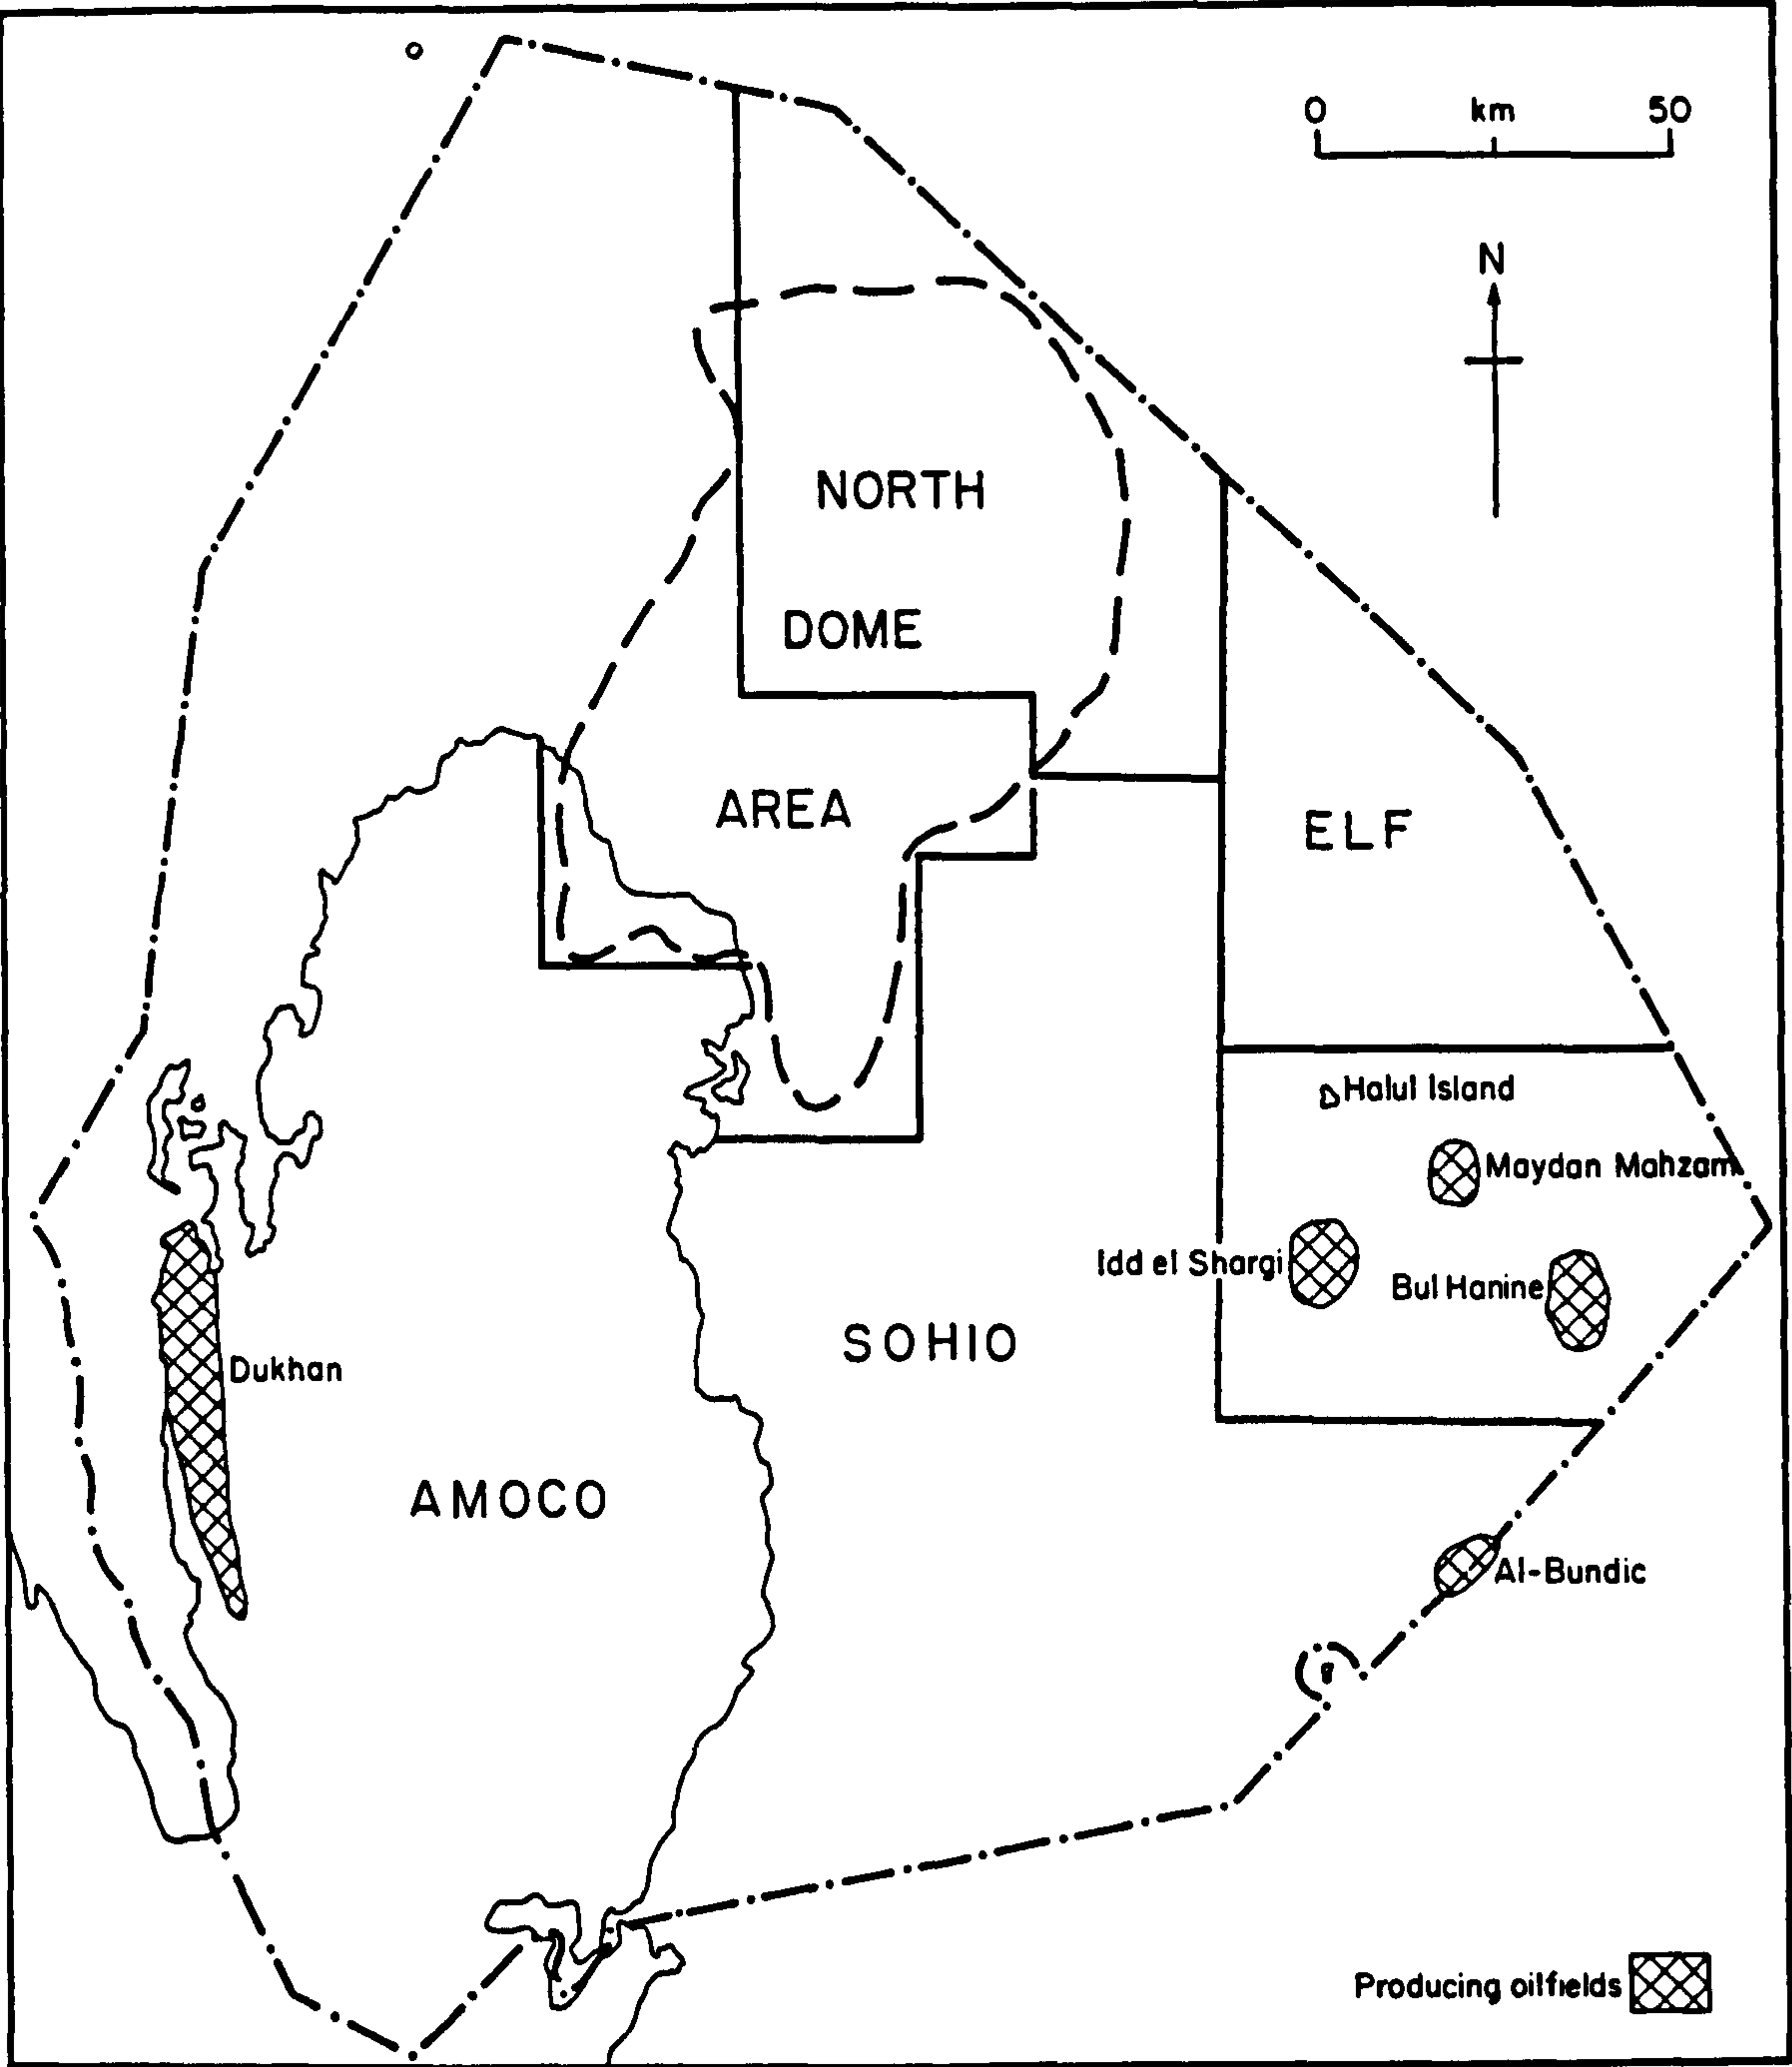 0 km 50
N
NORTH
DOME
AREA
ELF
Halul Island
Maydan Mahzam
Idd el Shargi
Bul Hanine
SOHIO
Dukhan
AMOCO
Al-Bundic
Producing oilfields